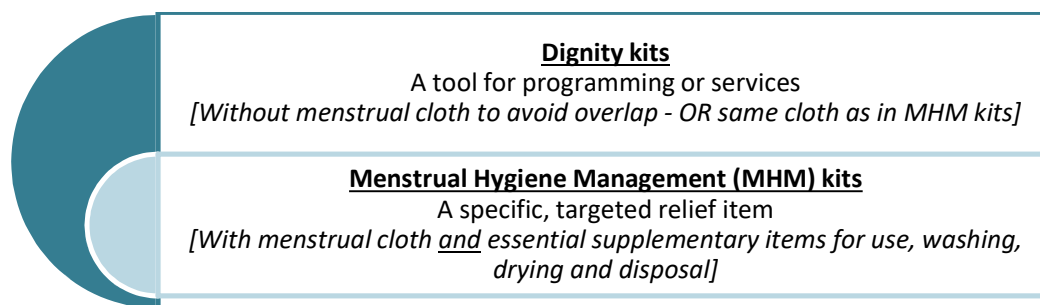 Dignity kits
A tool for programming or services
[Without menstrual cloth to avoid overlap - OR same cloth as in MHM kits]
Menstrual Hygiene Management (MHM) kits
A specific, targeted relief item
[With menstrual cloth and essential supplementary items for use, washing,
drying and disposal]